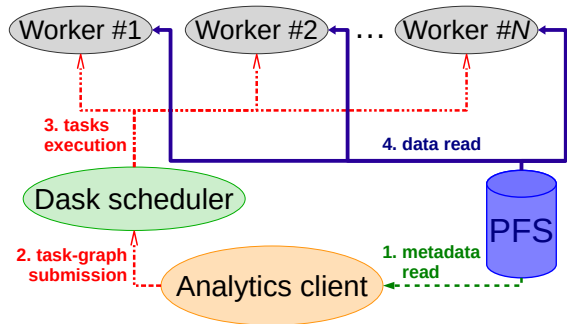 Worker #1
Worker #2
...
Worker #N
3. tasks
execution
4. data read
Dask scheduler
PFS
2. task-graph
submission
1. metadata
read
Analytics client